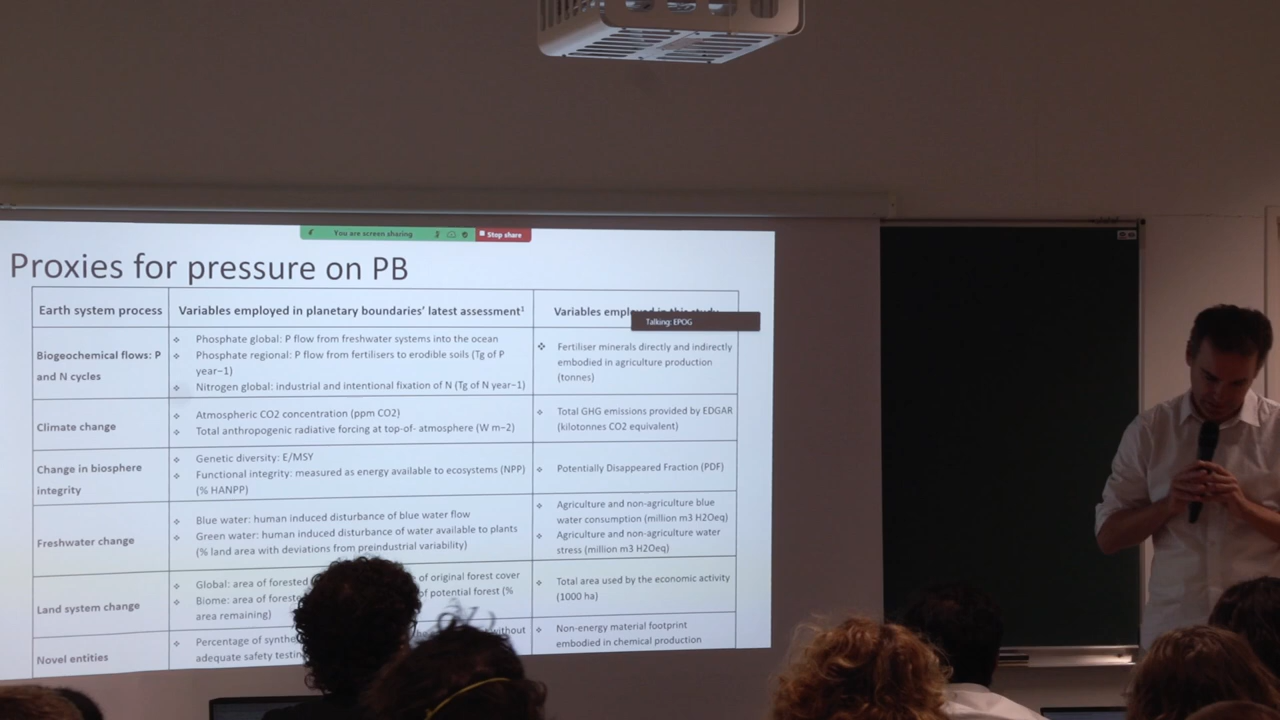 You are screen sharing
Stop share
Proxies for pressure on PB
Earth system process
Variables employed in planetary boundaries' latest assessment¹
Variables employed in this study
Talking: EPOG
Biogeochemical flows: P
and N cycles
Phosphate global: P flow from freshwater systems into the ocean
Phosphate regional: P flow from fertilisers to erodible soils (Tg of P
year−1)
Nitrogen global: industrial and intentional fixation of N (Tg of N year−1)
Fertiliser minerals directly and indirectly
embodied in agriculture production
(tonnes)
Climate change
Atmospheric CO2 concentration (ppm CO2)
Total anthropogenic radiative forcing at top-of- atmosphere (W m−2)
Total GHG emissions provided by EDGAR
(kilotonnes CO2 equivalent)
Change in biosphere
integrity
Genetic diversity: E/MSY
Functional integrity: measured as energy available to ecosystems (NPP)
(% HANPP)
Potentially Disappeared Fraction (PDF)
Freshwater change
Blue water: human induced disturbance of blue water flow
Green water: human induced disturbance of water available to plants
(% land area with deviations from preindustrial variability)
Agriculture and non-agriculture blue
water consumption (million m3 H2Oeq)
Agriculture and non-agriculture water
stress (million m3 H2Oeq)
Land system change
Global: area of forested of original forest cover
Biome: area of foreste of potential forest (%
area remaining)
Total area used by the economic activity
(1000 ha)
Novel entities
Percentage of synthe without
adequate safety testin
Non-energy material footprint
embodied in chemical production